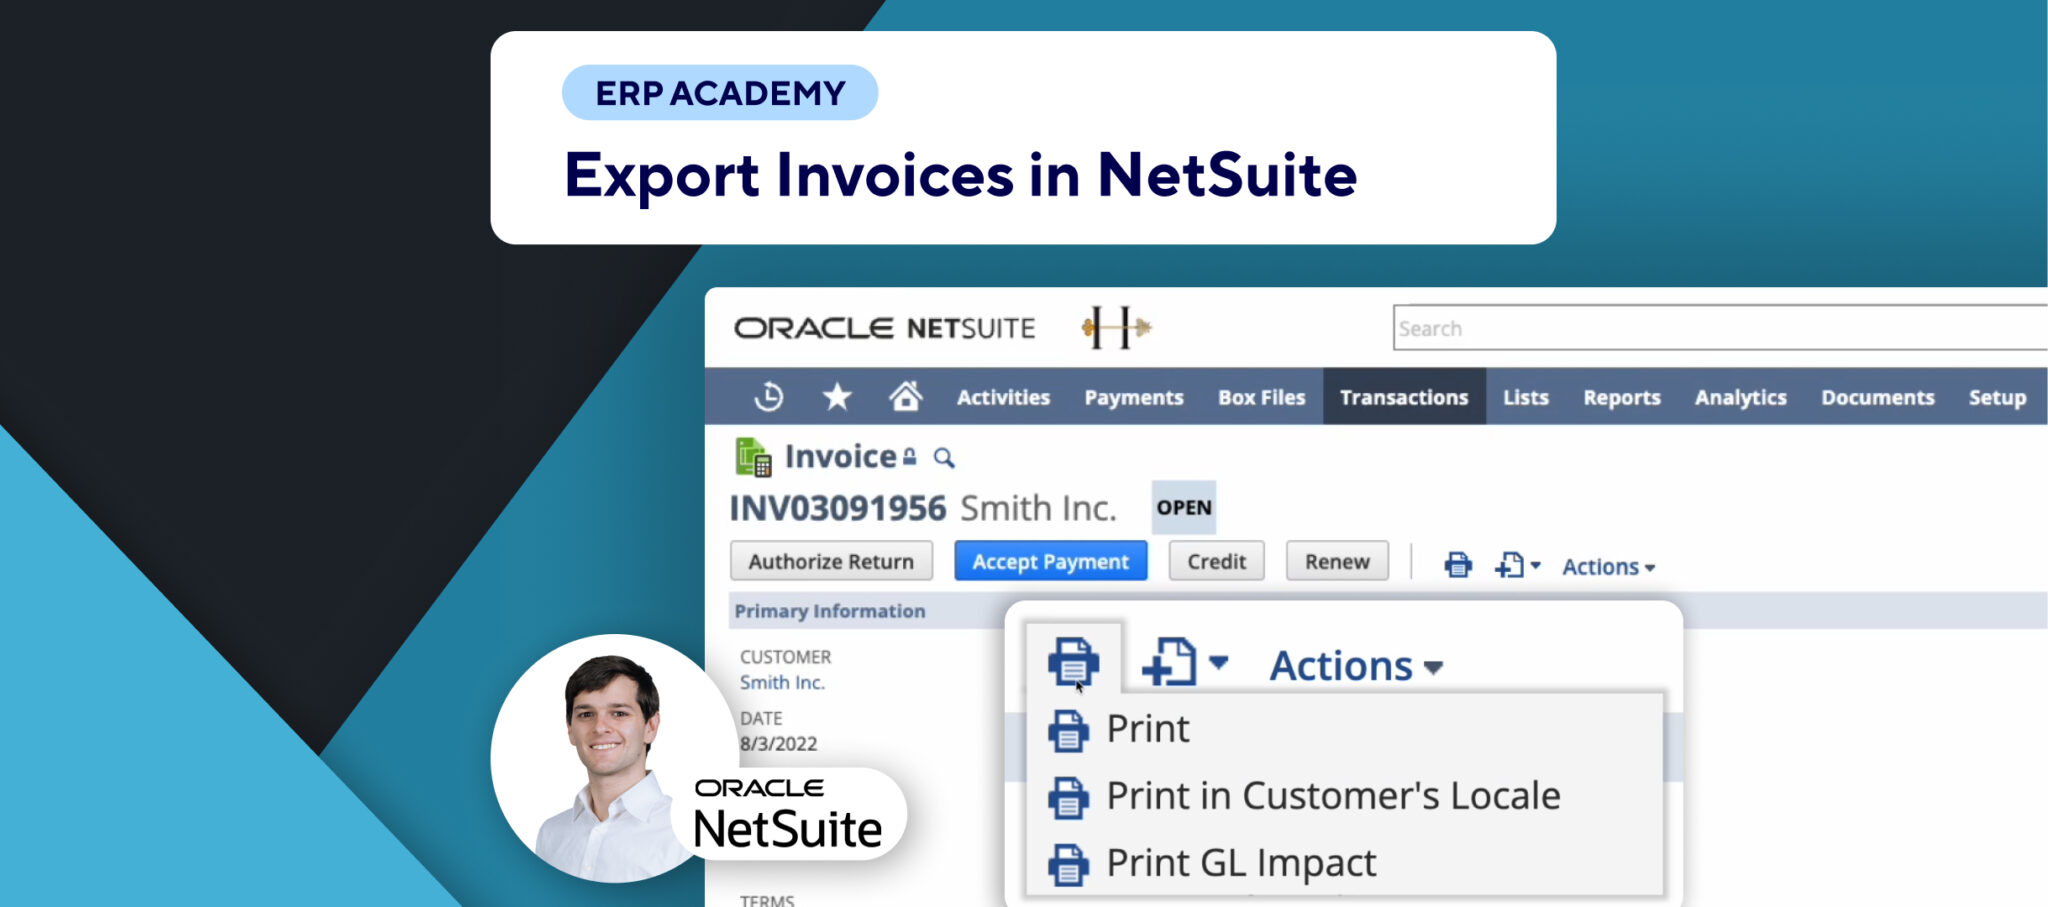 ERP ACADEMY
Export Invoices in NetSuite
ORACLE NETSUITE H Search
Activities Payments Box Files Transactions Lists Reports Analytics Documents Setup
Invoice
INV03091956 Smith Inc. OPEN
Authorize Return Accept Payment Credit Renew Actions
Primary Information
CUSTOMER
Smith Inc.
DATE
8/3/2022
TERMS
Actions
Print
Print in Customer's Locale
Print GL Impact
ORACLE
NetSuite